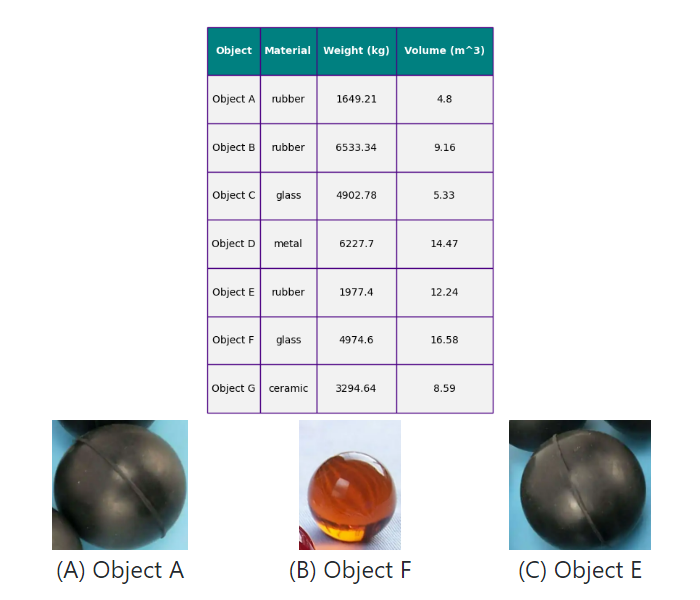 Object Material Weight (kg) Volume (m^3)
Object A rubber 1649.21 4.8
Object B rubber 6533.34 9.16
Object C glass 4902.78 5.33
Object D metal 6227.7 14.47
Object E rubber 1977.4 12.24
Object F glass 4974.6 16.58
Object G ceramic 3294.64 8.59
(A) Object A (B) Object F (C) Object E